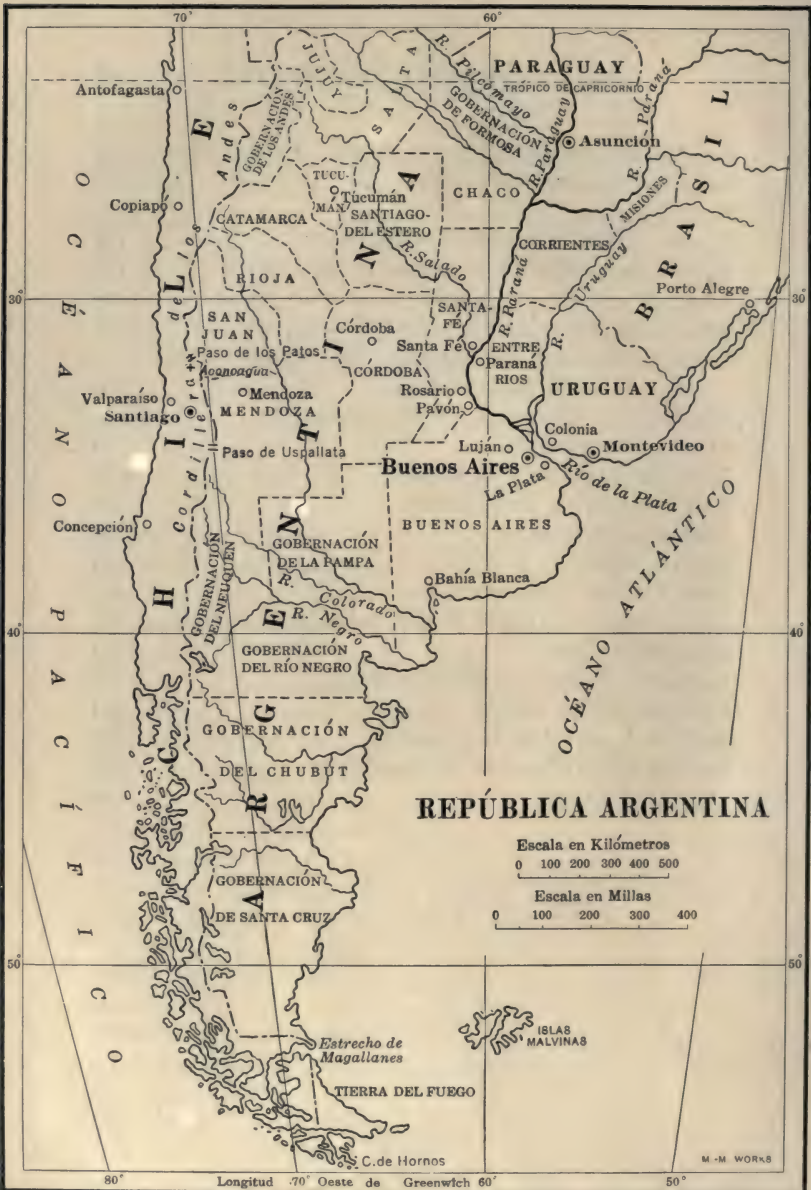 70°
60°
JUJUY
SALTA
R. Pilcomayo
PARAGUAY
TRÓPICO DE CAPRICORNIO
Antofagasta
Andes
GOBERNACIÓN
DE LOS ANDES
GOBERNACIÓN
DE FORMOSA
R. Paraguay
R. Paraná
Asunción
BRASIL
OCÉANO PACÍFICO
CHILE
ARGENTINA
Copiapó
TUCU-
MÁN
Túcumán
CHACO
MISIONES
CATAMARCA
SANTIAGO-
DEL ESTERO
CORRIENTES
R. Salado
R. Uruguay
RIOJA
Porto Alegre
30°
30°
Cordillera de los
SAN
JUAN
Córdoba
SANTA-
FÉ
R. Paraná
Paso de los Patos
Santa Fé
ENTRE
RIOS
Aconcagua
CÓRDOBA
Paraná
Valparaíso
Mendoza
Rosario
URUGUAY
Santiago
MENDOZA
Pavón
Colonia
Paso de Uspallata
Luján
Montevideo
Buenos Aires
La Plata
Río de la Plata
Concepción
BUENOS AIRES
GOBERNACIÓN
DE LA PAMPA
GOBERNACIÓN
DEL NEUQUEN
R. Colorado
Bahía Blanca
R. Negro
OCÉANO ATLÁNTICO
40°
40°
GOBERNACIÓN
DEL RÍO NEGRO
GOBERNACIÓN
DEL CHUBUT
REPÚBLICA ARGENTINA
Escala en Kilómetros
0 100 200 300 400 500
Escala en Millas
0 100 200 300 400
GOBERNACIÓN
DE SANTA CRUZ
50°
50°
ISLAS
MALVINAS
Estrecho de
Magallanes
TIERRA DEL FUEGO
C. de Hornos
M.-M. WORKS
80°
Longitud 70° Oeste de Greenwich 60°
50°